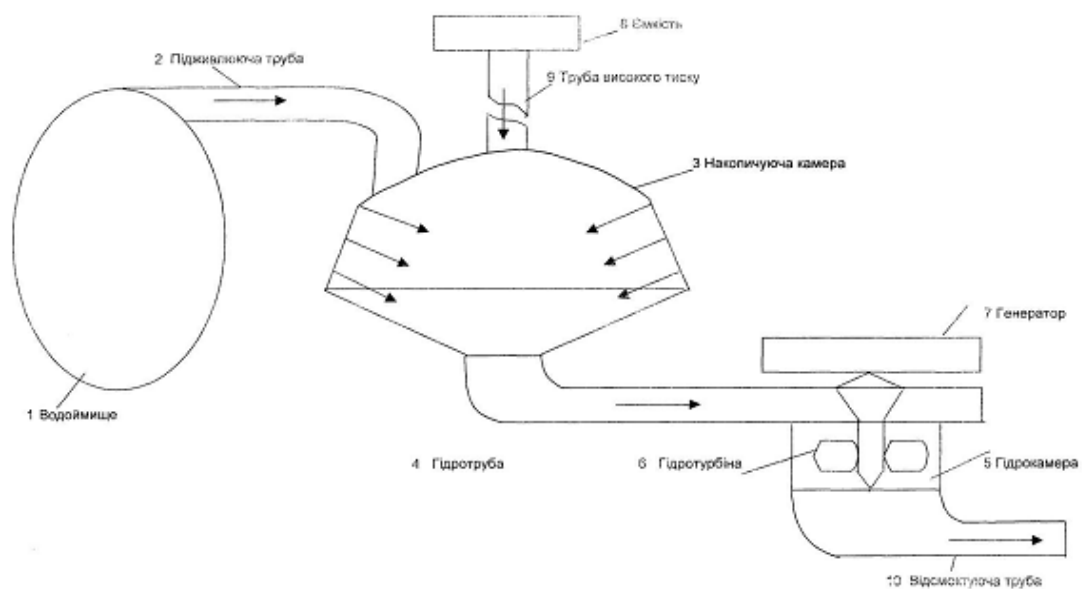 8 Ємкість
2 Підживлююча труба
9 Труба високого тиску
3 Накопичуюча камера
7 Генератор
1 Водоймище
4 Гідротруба
6 Гідротурбіна
5 Гідрокамера
10 Відсмоктуюча труба